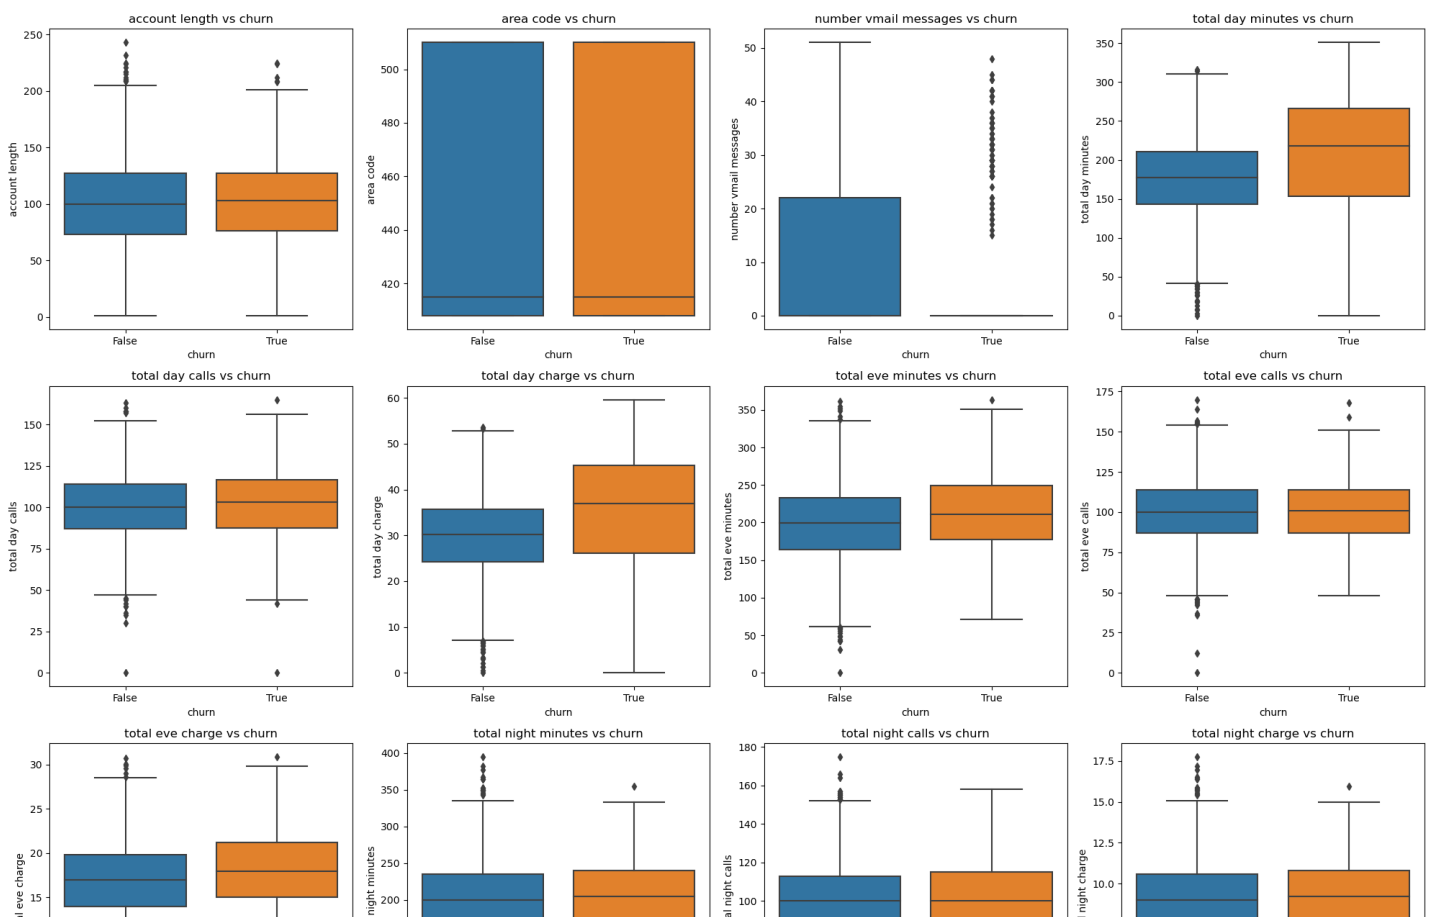 account length vs churn
area code vs churn
number vmail messages vs churn
total day minutes vs churn
account length
250
200
150
100
50
0
False
True
churn
area code
500
480
460
440
420
False
True
churn
number vmail messages
50
40
30
20
10
0
False
True
churn
total day minutes
350
300
250
200
150
100
50
0
False
True
churn
total day calls vs churn
total day charge vs churn
total eve minutes vs churn
total eve calls vs churn
total day calls
150
125
100
75
50
25
0
False
True
churn
total day charge
60
50
40
30
20
10
0
False
True
churn
total eve minutes
350
300
250
200
150
100
50
0
False
True
churn
total eve calls
175
150
125
100
75
50
25
0
False
True
churn
total eve charge vs churn
total night minutes vs churn
total night calls vs churn
total night charge vs churn
eve charge
30
25
20
15
night minutes
400
350
300
250
200
night calls
180
160
140
120
100
night charge
17.5
15.0
12.5
10.0